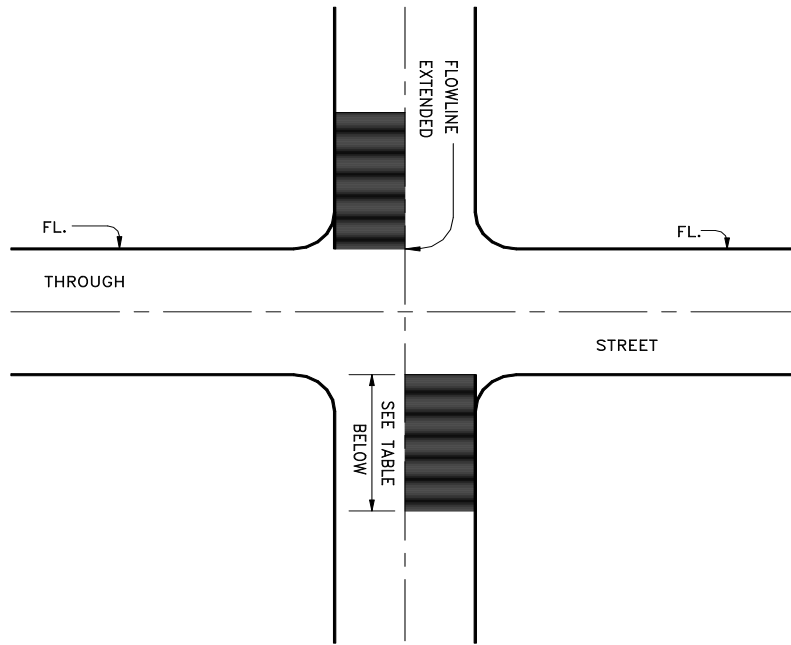 FLOWLINE
EXTENDED
FL.
FL.
THROUGH
STREET
SEE TABLE
BELOW